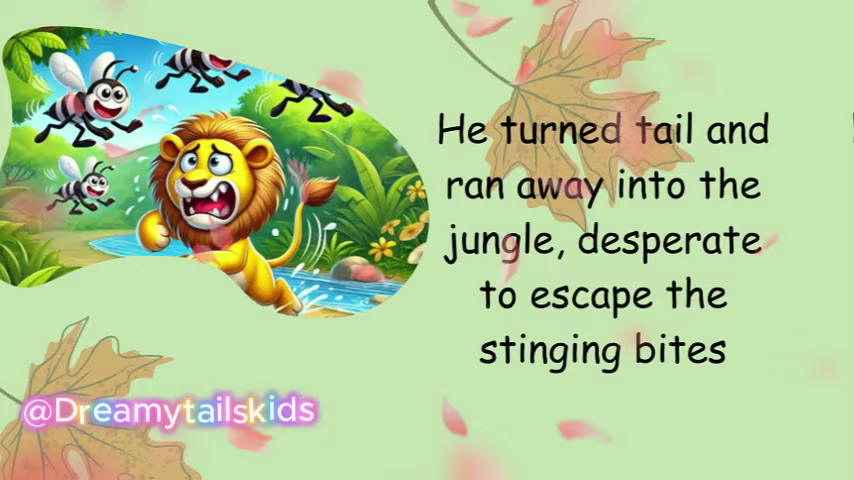 He turned tail and
ran away into the
jungle, desperate
to escape the
stinging bites
@Dreamytailskids